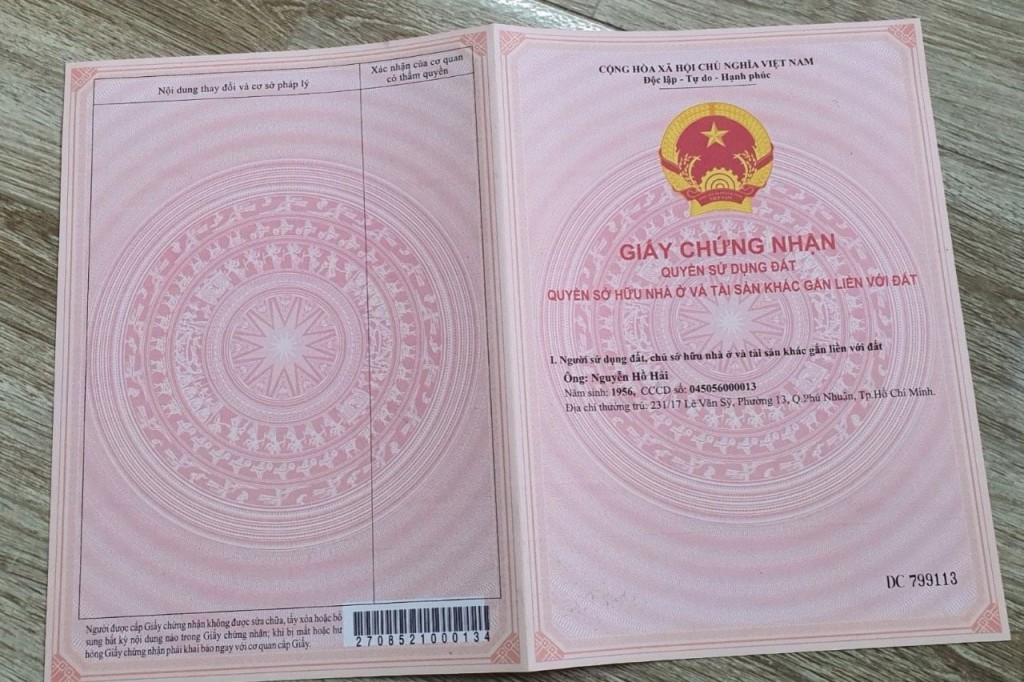 Nội dung thay đổi và cơ sở pháp lý
Xác nhận của cơ quan
có thẩm quyền
Người được cấp Giấy chứng nhận không được sửa chữa, tẩy xóa hoặc bổ
sung bất kỳ nội dung nào trong Giấy chứng nhận; khi bị mất hoặc hư
hỏng Giấy chứng nhận phải khai báo ngay với cơ quan cấp Giấy.
2708521000134
CỘNG HÒA XÃ HỘI CHỦ NGHĨA VIỆT NAM
Độc lập - Tự do - Hạnh phúc
GIẤY CHỨNG NHẬN
QUYỀN SỬ DỤNG ĐẤT
QUYỀN SỞ HỮU NHÀ Ở VÀ TÀI SẢN KHÁC GẮN LIỀN VỚI ĐẤT
I. Người sử dụng đất, chủ sở hữu nhà ở và tài sản khác gắn liền với đất
Ông: Nguyễn Hồ Hải
Năm sinh: 1956, CCCD số: 045056000013
Địa chỉ thường trú: 231/17 Lê Văn Sỹ, Phường 13, Q.Phú Nhuận, Tp.Hồ Chí Minh.
DC 799113